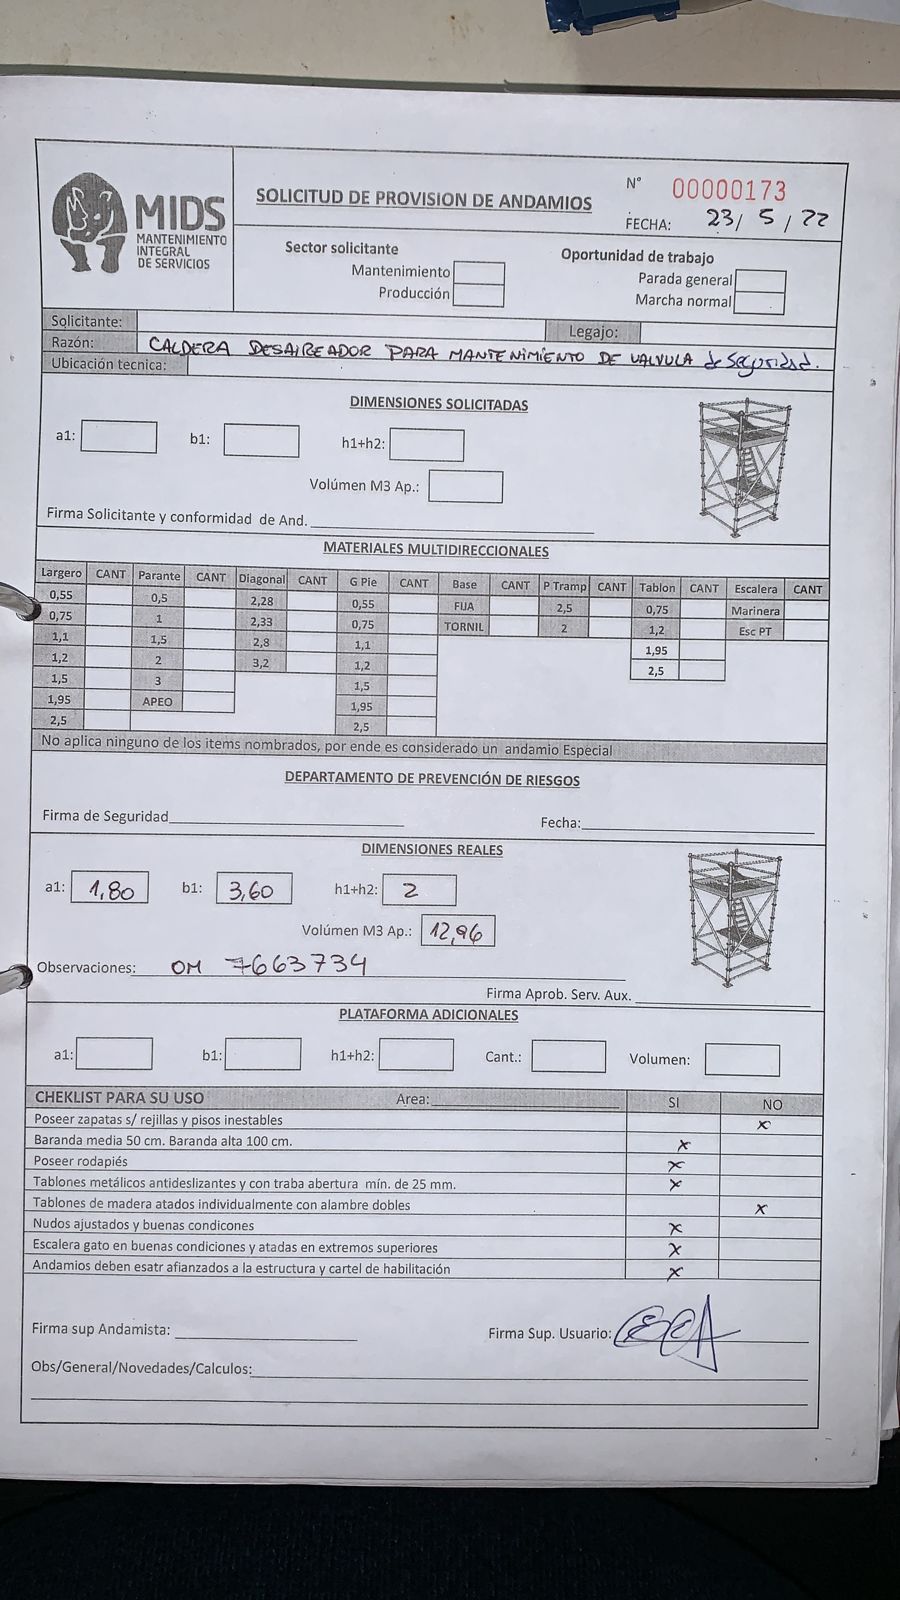 MIDS
MANTENIMIENTO
INTEGRAL
DE SERVICIOS
SOLICITUD DE PROVISION DE ANDAMIOS
N° 00000173
FECHA: 23/ 5 / 22
Sector solicitante
Mantenimiento
Producción
Oportunidad de trabajo
Parada general
Marcha normal
Solicitante: Legajo:
Razón: CALDERA DESAIREADOR PARA MANTENIMIENTO DE VALVULA de Seguridad.
Ubicación tecnica:
DIMENSIONES SOLICITADAS
a1: b1: h1+h2:
Volúmen M3 Ap.:
Firma Solicitante y conformidad de And.
MATERIALES MULTIDIRECCIONALES
Largero CANT Parante CANT Diagonal CANT G Pie CANT Base CANT P Tramp CANT Tablon CANT Escalera CANT
0,55 0,5 2,28 0,55 FIJA 2,5 0,75 Marinera
0,75 1 2,33 0,75 TORNIL 2 1,2 Esc PT
1,1 1,5 2,8 1,1 1,95
1,2 2 3,2 1,2 2,5
1,5 3 1,5
1,95 APEO 1,95
2,5 2,5
No aplica ninguno de los items nombrados, por ende es considerado un andamio Especial
DEPARTAMENTO DE PREVENCIÓN DE RIESGOS
Firma de Seguridad Fecha:
DIMENSIONES REALES
a1: 1,80 b1: 3,60 h1+h2: 2
Volúmen M3 Ap.: 12,96
Observaciones: OM 7663734
Firma Aprob. Serv. Aux.
PLATAFORMA ADICIONALES
a1: b1: h1+h2: Cant.: Volumen:
CHEKLIST PARA SU USO Area: SI NO
Poseer zapatas s/ rejillas y pisos inestables x
Baranda media 50 cm. Baranda alta 100 cm. x
Poseer rodapiés x
Tablones metálicos antideslizantes y con traba abertura mín. de 25 mm. x
Tablones de madera atados individualmente con alambre dobles x
Nudos ajustados y buenas condicones x
Escalera gato en buenas condiciones y atadas en extremos superiores x
Andamios deben esatr afianzados a la estructura y cartel de habilitación x
Firma sup Andamista: Firma Sup. Usuario:
Obs/General/Novedades/Calculos: